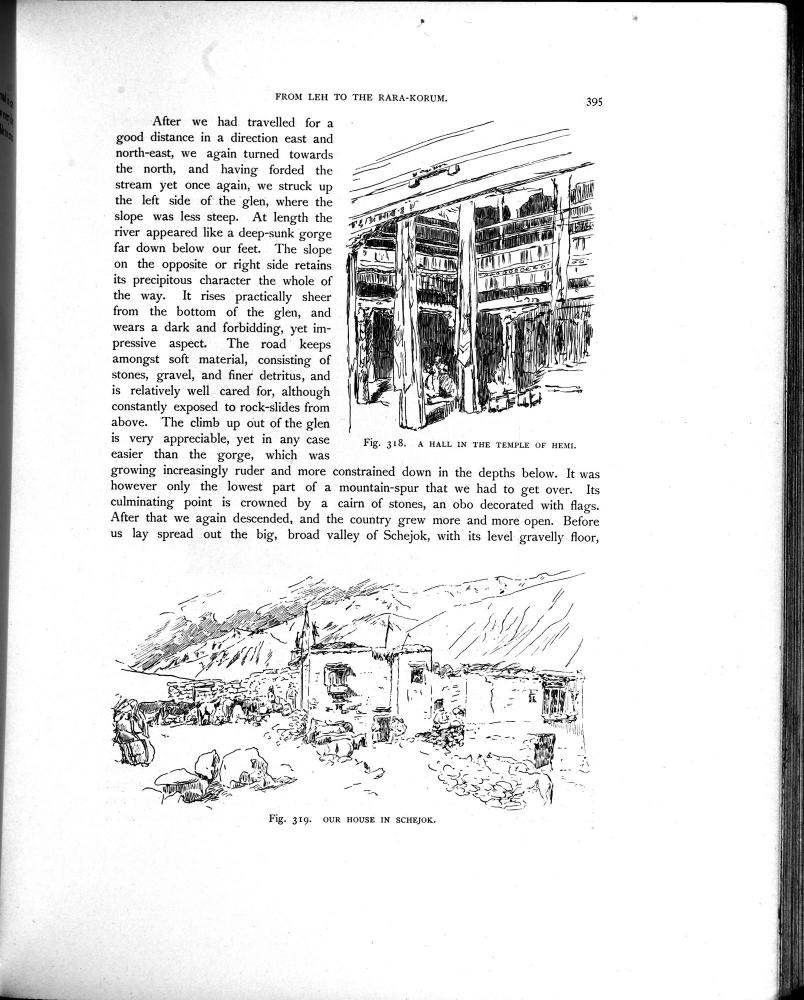 FROM LEH TO THE RARA-KORUM.
395
After we had travelled for a
good distance in a direction east and
north-east, we again turned towards
the north, and having forded the
stream yet once again, we struck up
the left side of the glen, where the
slope was less steep. At length the
river appeared like a deep-sunk gorge
far down below our feet. The slope
on the opposite or right side retains
its precipitous character the whole of
the way. It rises practically sheer
from the bottom of the glen, and
wears a dark and forbidding, yet im-
pressive aspect. The road keeps
amongst soft material, consisting of
stones, gravel, and finer detritus, and
is relatively well cared for, although
constantly exposed to rock-slides from
above. The climb up out of the glen
is very appreciable, yet in any case
easier than the gorge, which was
Fig. 318. A HALL IN THE TEMPLE OF HEMI.
growing increasingly ruder and more constrained down in the depths below. It was
however only the lowest part of a mountain-spur that we had to get over. Its
culminating point is crowned by a cairn of stones, an obo decorated with flags.
After that we again descended, and the country grew more and more open. Before
us lay spread out the big, broad valley of Schejok, with its level gravelly floor,
Fig. 319. OUR HOUSE IN SCHEJOK.